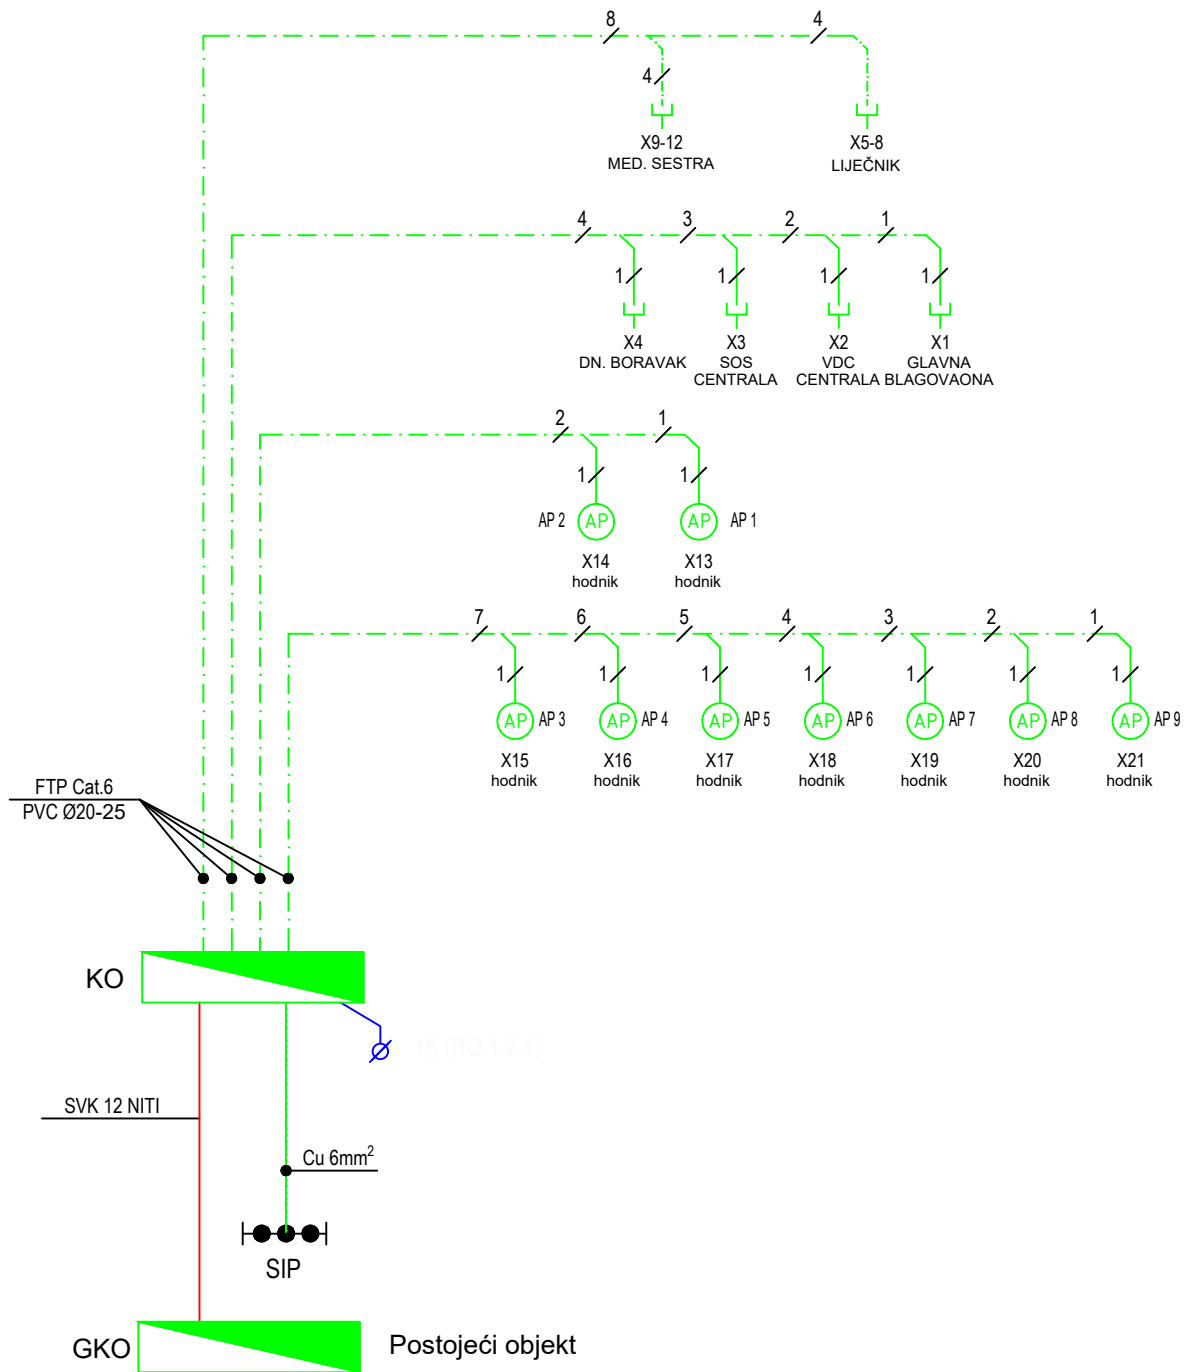 8 4
4
X9-12 X5-8
MED. SESTRA LIJEČNIK
4 3 2 1
1 1 1 1
X4 X3 X2 X1
DN. BORAVAK SOS VDC GLAVNA
CENTRALA CENTRALA BLAGOVAONA
2 1
1 1
AP 2 AP AP AP 1
X14 X13
hodnik hodnik
7 6 5 4 3 2 1
1 1 1 1 1 1 1
AP AP 3 AP AP 4 AP AP 5 AP AP 6 AP AP 7 AP AP 8 AP AP 9
X15 X16 X17 X18 X19 X20 X21
hodnik hodnik hodnik hodnik hodnik hodnik hodnik
FTP Cat.6
PVC Ø20-25
KO
15 (RO 1.2.1)
SVK 12 NITI
Cu 6mm²
SIP
GKO Postojeći objekt